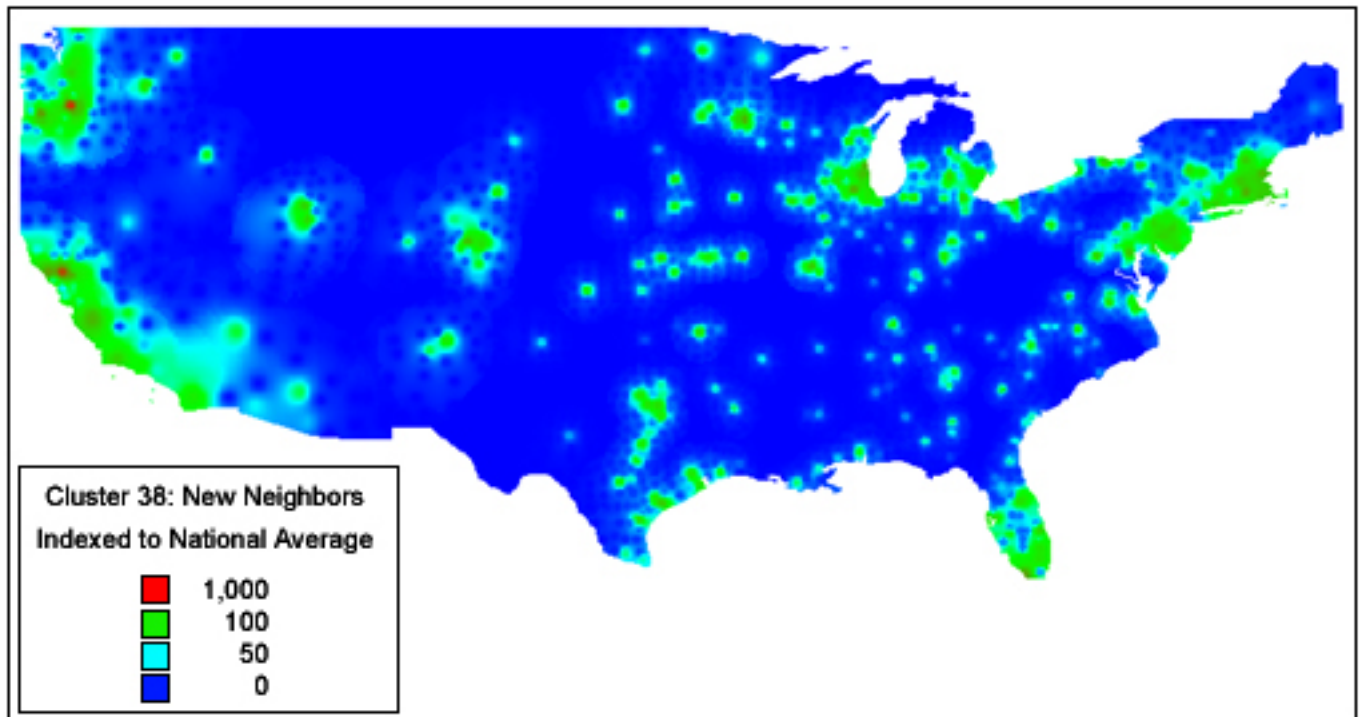 Cluster 38: New Neighbors
Indexed to National Average
1,000
100
50
0